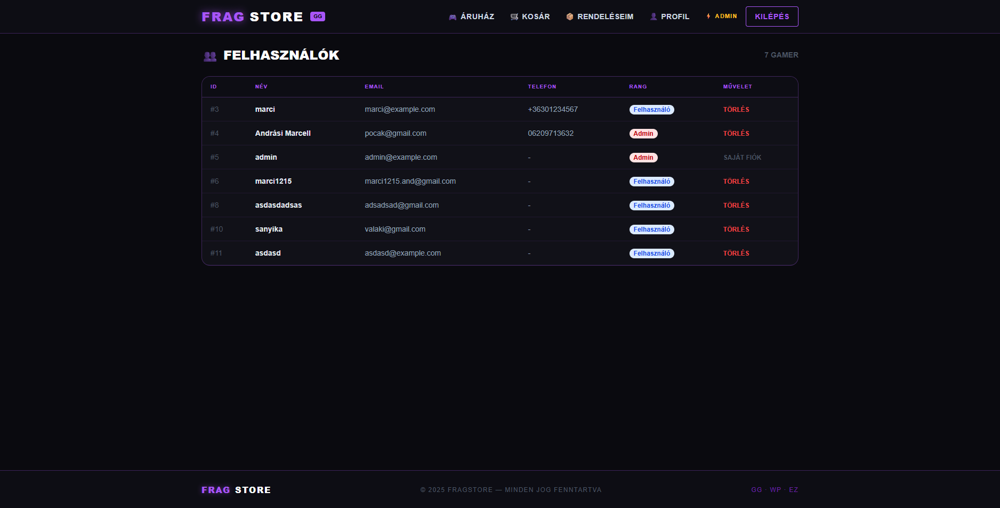 FRAG STORE GG
ÁRUHÁZ KOSÁR RENDELÉSEIM PROFIL ADMIN KILÉPÉS
FELHASZNÁLÓK
7 GAMER
ID NÉV EMAIL TELEFON RANG MŰVELET
#3 marci marci@example.com +36301234567 Felhasználó TÖRLÉS
#4 Andrási Marcell pocak@gmail.com 06209713632 Admin TÖRLÉS
#5 admin admin@example.com - Admin SAJÁT FIÓK
#6 marci1215 marci1215.and@gmail.com - Felhasználó TÖRLÉS
#8 asdasdadsas adsadsad@gmail.com - Felhasználó TÖRLÉS
#10 sanyika valaki@gmail.com - Felhasználó TÖRLÉS
#11 asdasd asdasd@example.com - Felhasználó TÖRLÉS
FRAG STORE
© 2025 FRAGSTORE — MINDEN JOG FENNTARTVA
GG · WP · EZ